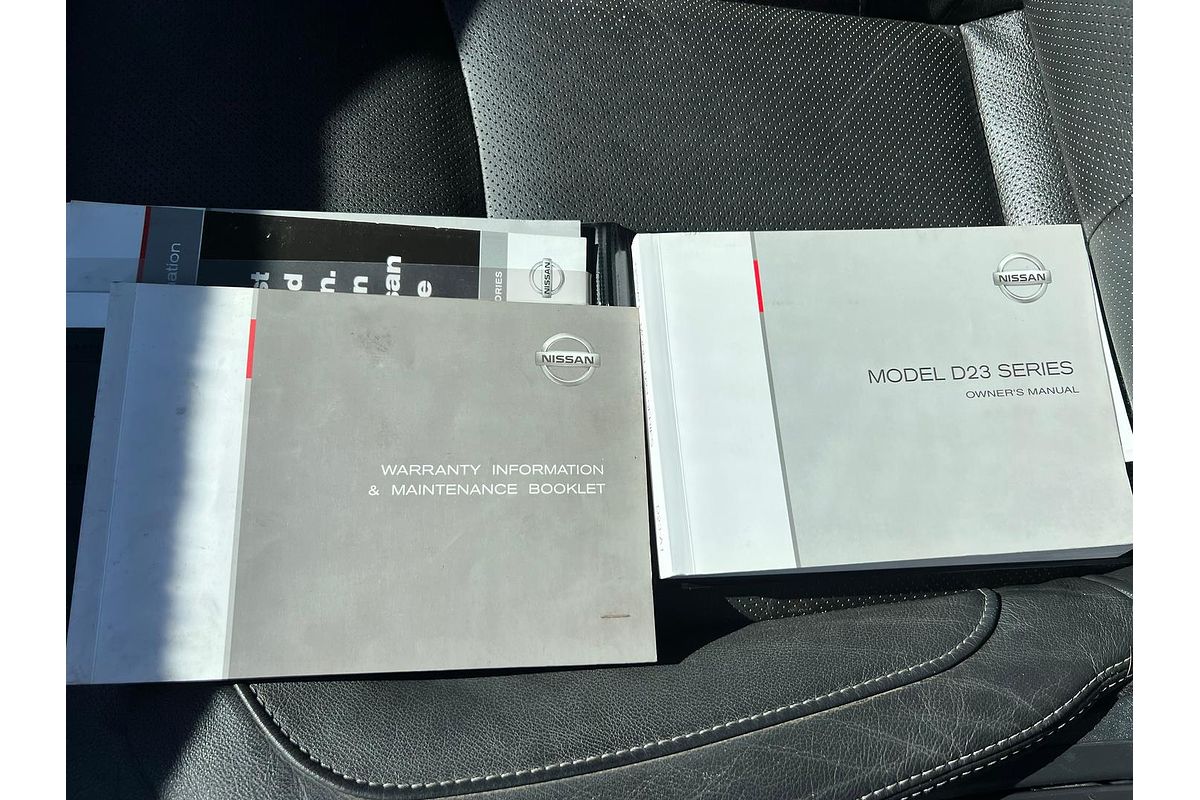 NISSAN
WARRANTY INFORMATION
& MAINTENANCE BOOKLET
NISSAN
MODEL D23 SERIES
OWNER'S MANUAL
NISSAN